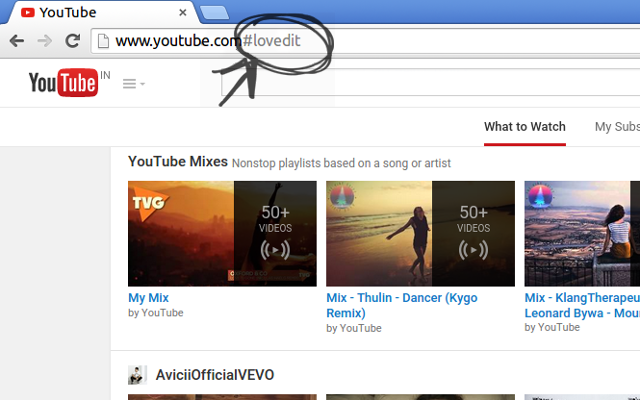 YouTube
www.youtube.com#lovedit
YouTube IN
What to Watch My Subs
YouTube Mixes Nonstop playlists based on a song or artist
TVG
50+
VIDEOS
50+
VIDEOS
My Mix
by YouTube
Mix - Thulin - Dancer (Kygo
Remix)
by YouTube
Mix - KlangTherapeu
Leonard Bywa - Mour
by YouTube
AviciiOfficialVEVO